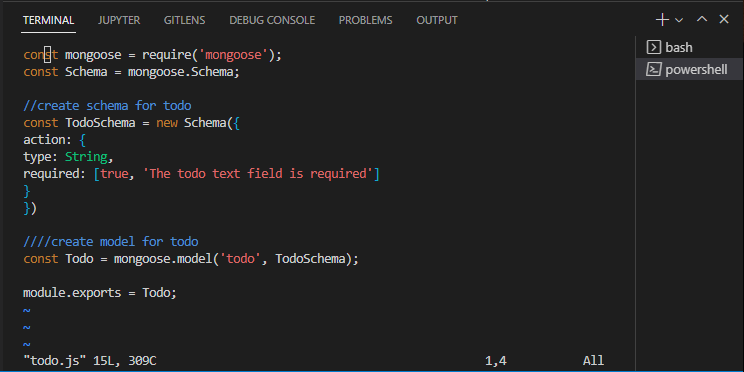 TERMINAL JUPYTER GITLENS DEBUG CONSOLE PROBLEMS OUTPUT
const mongoose = require('mongoose');
const Schema = mongoose.Schema;
//create schema for todo
const TodoSchema = new Schema({
action: {
type: String,
required: [true, 'The todo text field is required']
}
})
////create model for todo
const Todo = mongoose.model('todo', TodoSchema);
module.exports = Todo;
~
~
~
"todo.js" 15L, 309C 1,4 All
bash
powershell